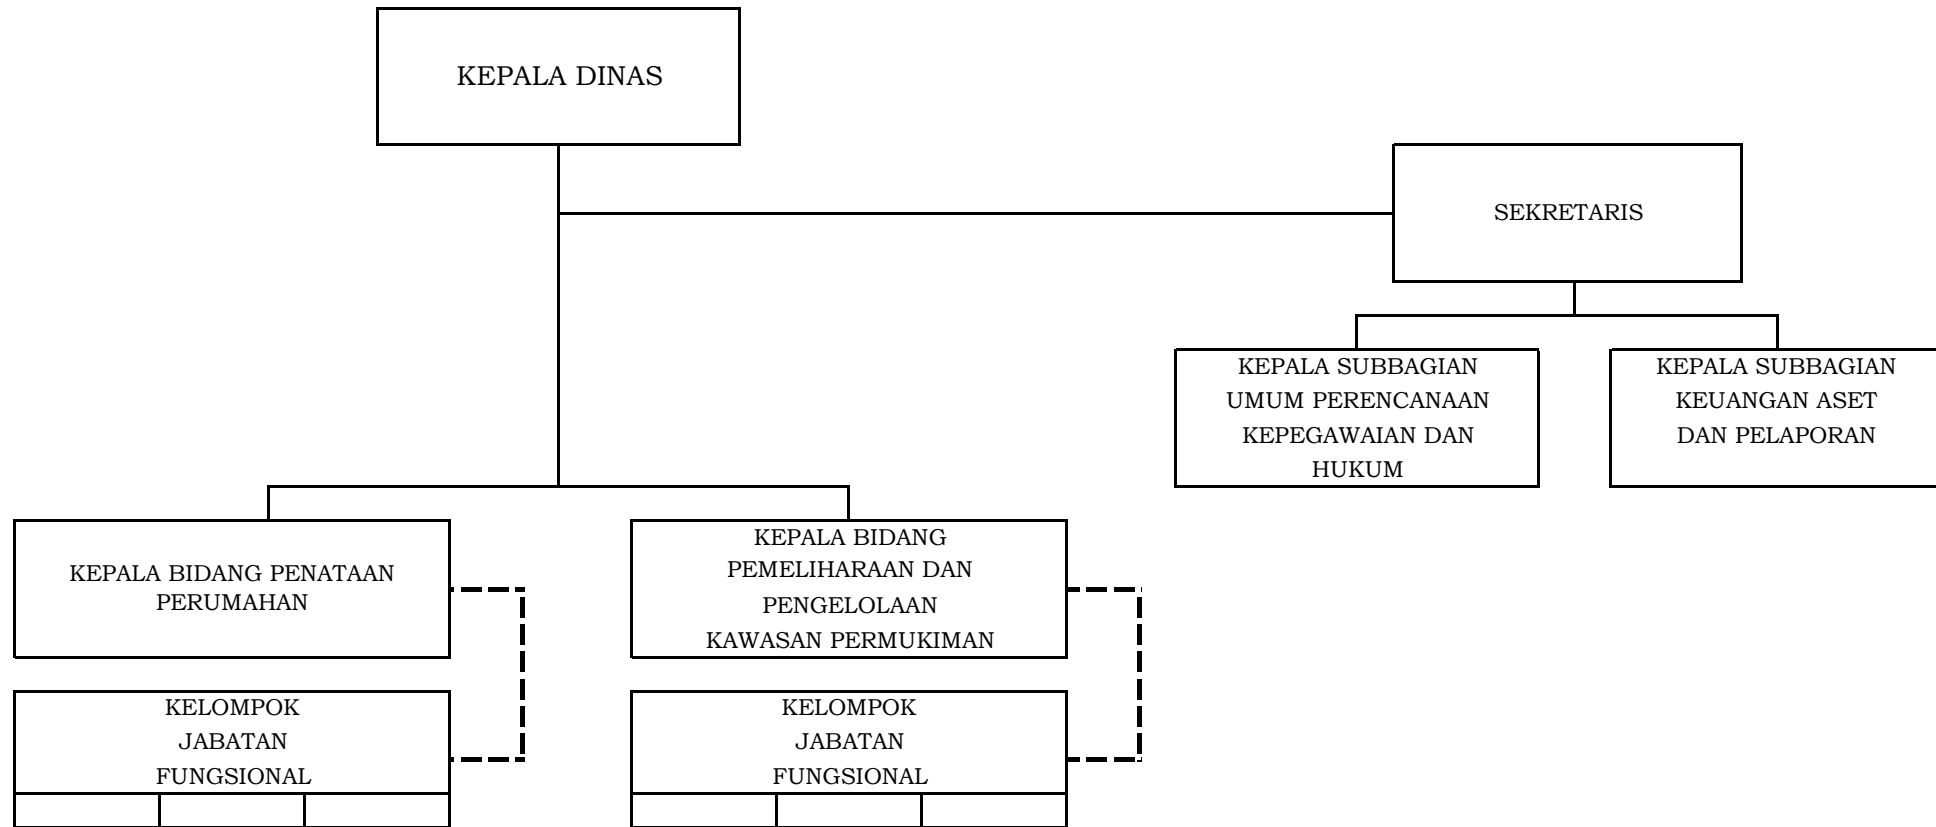 KEPALA DINAS
SEKRETARIS
KEPALA SUBBAGIAN
UMUM PERENCANAAN
KEPEGAWAIAN DAN
HUKUM
KEPALA SUBBAGIAN
KEUANGAN ASET
DAN PELAPORAN
KEPALA BIDANG PENATAAN
PERUMAHAN
KEPALA BIDANG
PEMELIHARAAN DAN
PENGELOLAAN
KAWASAN PERMUKIMAN
KELOMPOK
JABATAN
FUNGSIONAL
KELOMPOK
JABATAN
FUNGSIONAL